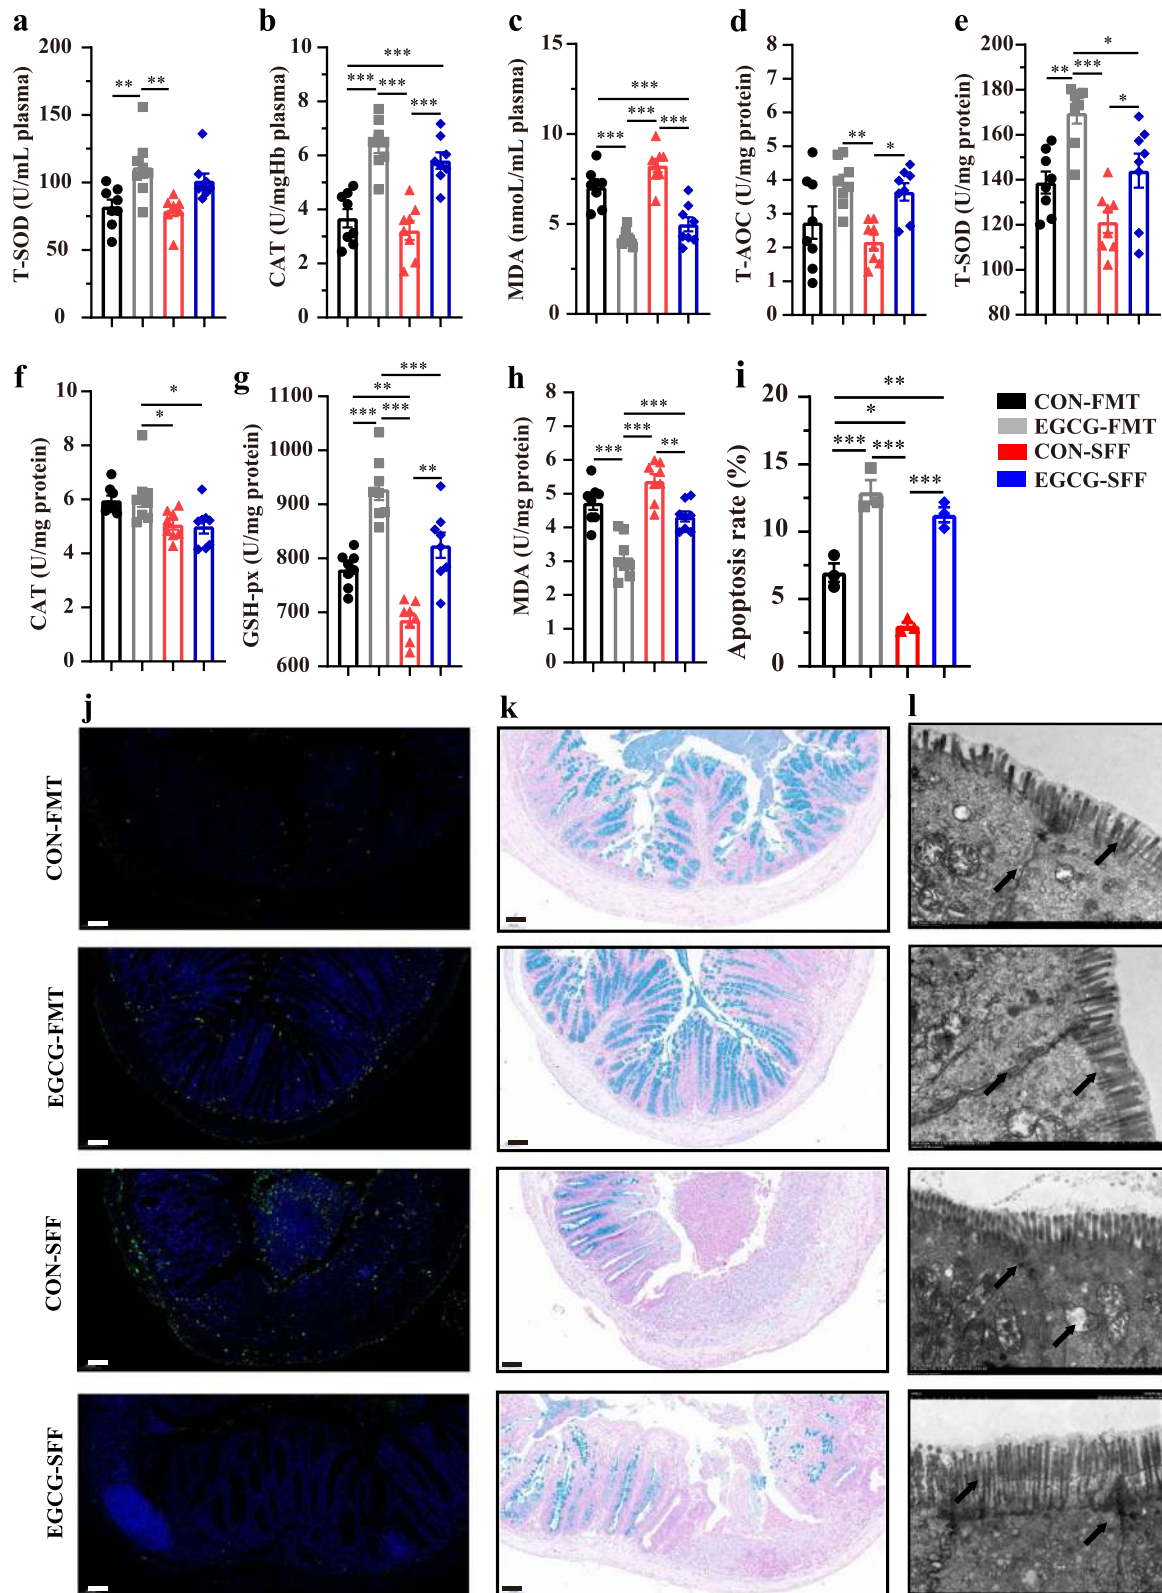 a
T-SOD (U/mL plasma)
200
150
100
50
0
** **
b
CAT (U/mgHb plasma)
10
8
6
4
2
0
***
*** *** ***
c
MDA (nmoL/mL plasma)
15
10
5
0
***
*** *** ***
d
T-AOC (U/mg protein)
8
7
6
5
4
3
2
1
0
** *
e
T-SOD (U/mg protein)
200
180
160
140
120
100
80
*
** *** *
f
CAT (U/mg protein)
10
8
6
4
2
0
*
*
g
GSH-px (U/mg protein)
1100
1000
900
800
700
600
***
**
*** *** **
h
MDA (U/mg protein)
8
7
6
5
4
3
2
1
0
***
*** *** **
i
Apoptosis rate (%)
20
15
10
5
0
**
*
*** *** ***
CON-FMT
EGCG-FMT
CON-SFF
EGCG-SFF
j
k
l
CON-FMT
EGCG-FMT
CON-SFF
EGCG-SFF